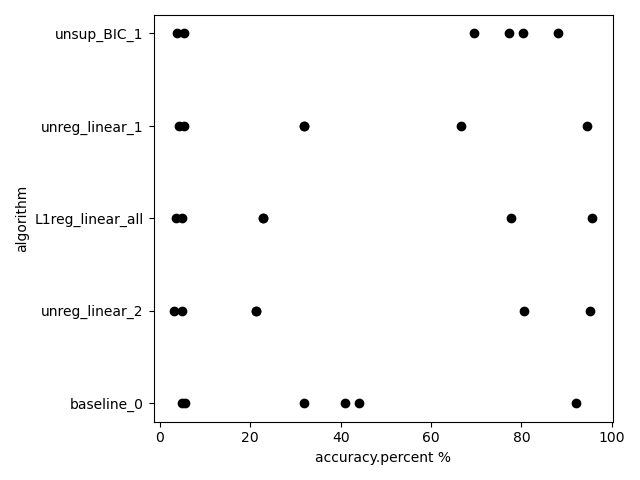 unsup_BIC_1
unreg_linear_1
L1reg_linear_all
unreg_linear_2
baseline_0
algorithm
0 20 40 60 80 100
accuracy.percent %